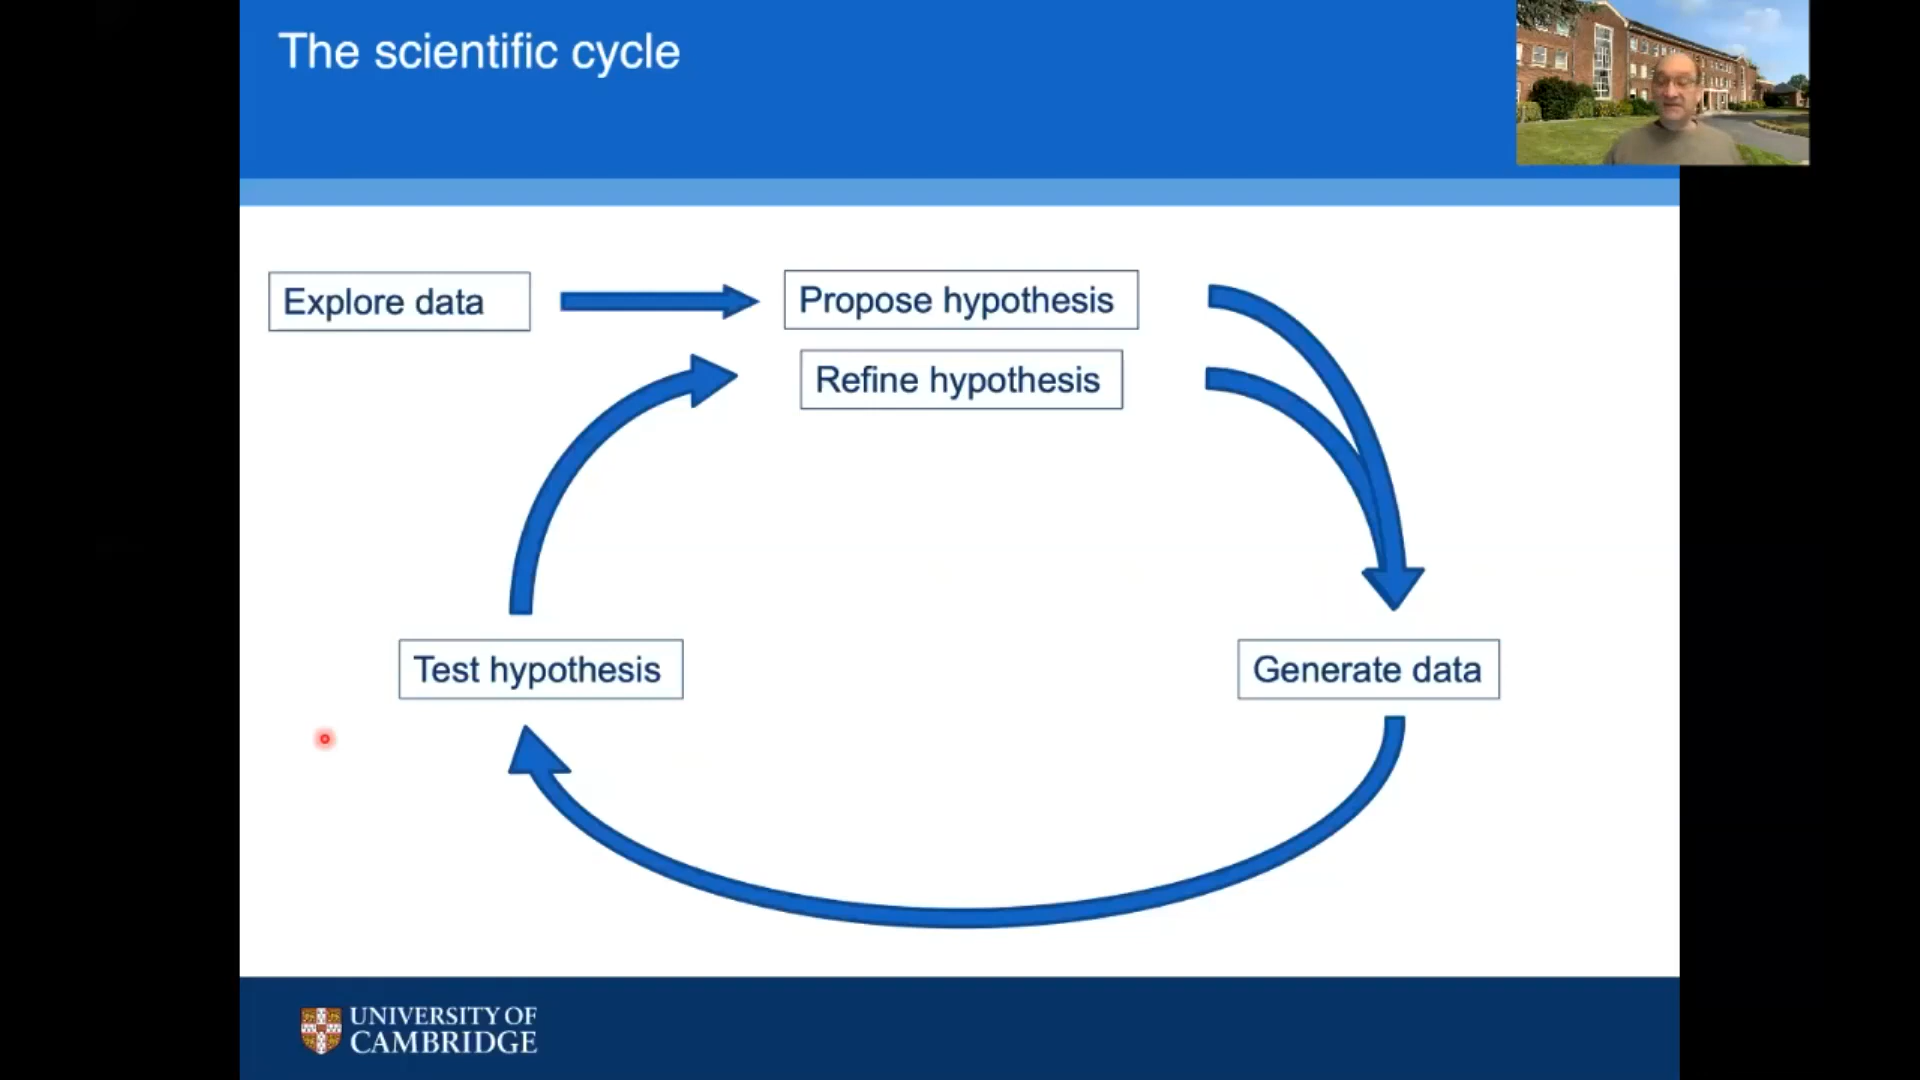 The scientific cycle
Explore data
Propose hypothesis
Refine hypothesis
Test hypothesis
Generate data
UNIVERSITY OF
CAMBRIDGE